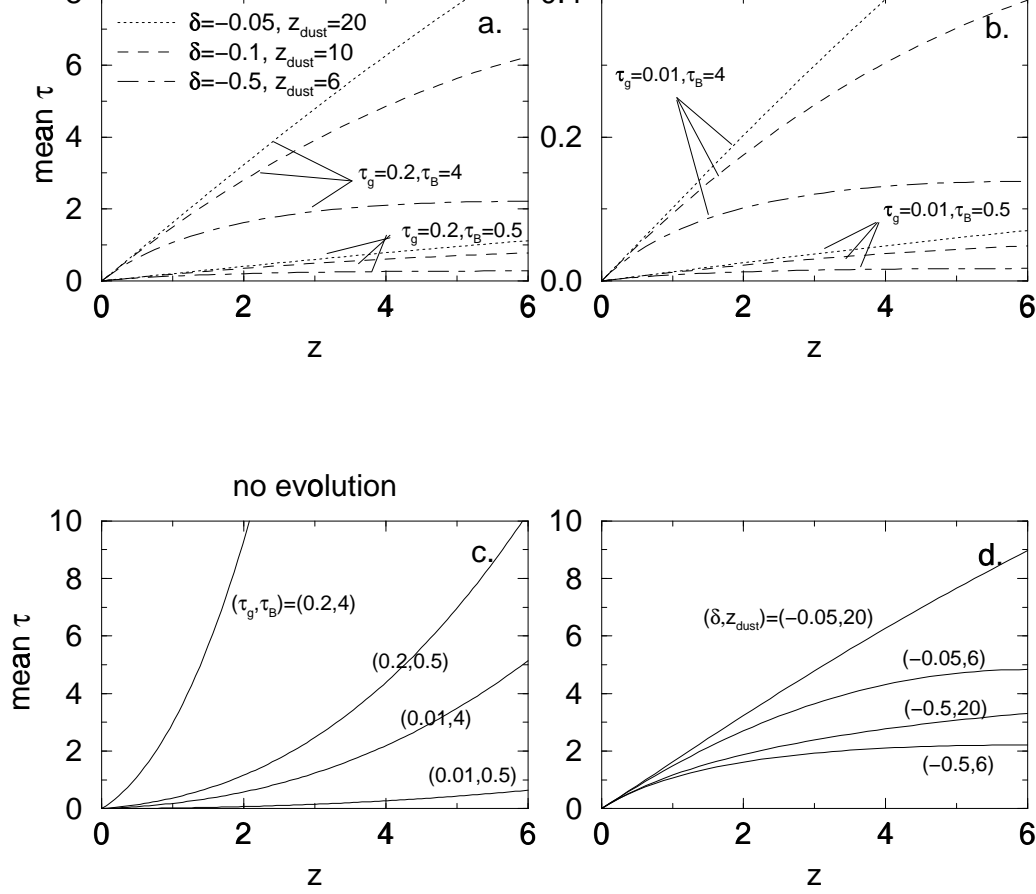 8
δ=−0.05, z_dust=20
a.
δ=−0.1, z_dust=10
δ=−0.5, z_dust=6
6
4
2
0
mean τ
τ_g=0.2,τ_B=4
τ_g=0.2,τ_B=0.5
0 2 4 6
z
0.4
b.
τ_g=0.01,τ_B=4
0.2
τ_g=0.01,τ_B=0.5
0.0
0 2 4 6
z
no evolution
10
8
6
4
2
0
mean τ
c.
(τ_g,τ_B)=(0.2,4)
(0.2,0.5)
(0.01,4)
(0.01,0.5)
0 2 4 6
z
10
8
6
4
2
0
d.
(δ,z_dust)=(−0.05,20)
(−0.05,6)
(−0.5,20)
(−0.5,6)
0 2 4 6
z